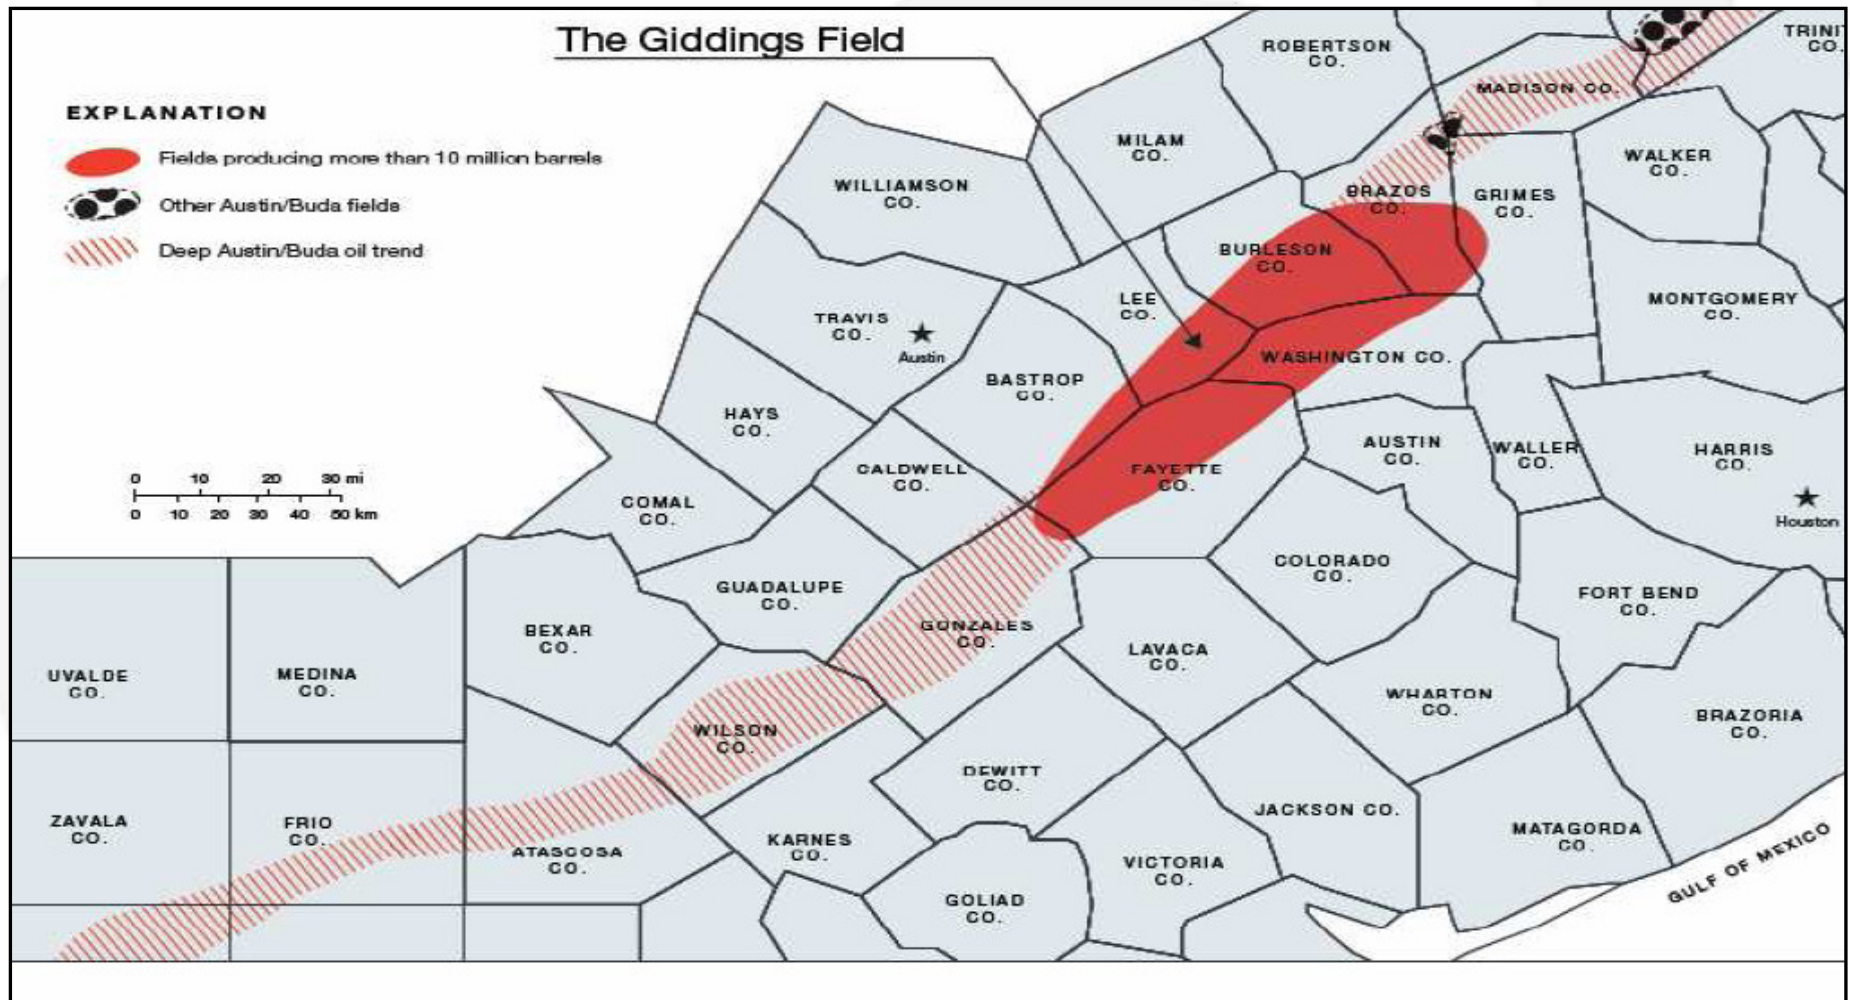 The Giddings Field
EXPLANATION
Fields producing more than 10 million barrels
Other Austin/Buda fields
Deep Austin/Buda oil trend
ROBERTSON
CO.
TRINIT
CO.
MADISON CO.
MILAM
CO.
WALKER
CO.
WILLIAMSON
CO.
BRAZOS
CO.
GRIMES
CO.
BURLESON
CO.
LEE
CO.
MONTGOMERY
CO.
TRAVIS
CO.
Austin
WASHINGTON CO.
BASTROP
CO.
HAYS
CO.
AUSTIN
CO.
WALLER
CO.
HARRIS
CO.
Houston
CALDWELL
CO.
FAYETTE
CO.
0 10 20 30 mi
0 10 20 30 40 50 km
COMAL
CO.
COLORADO
CO.
GUADALUPE
CO.
FORT BEND
CO.
BEXAR
CO.
GONZALES
CO.
LAVACA
CO.
UVALDE
CO.
MEDINA
CO.
WHARTON
CO.
BRAZORIA
CO.
WILSON
CO.
DEWITT
CO.
JACKSON CO.
ZAVALA
CO.
FRIO
CO.
MATAGORDA
CO.
KARNES
CO.
ATASCOSA
CO.
VICTORIA
CO.
GOLIAD
CO.
GULF OF MEXICO